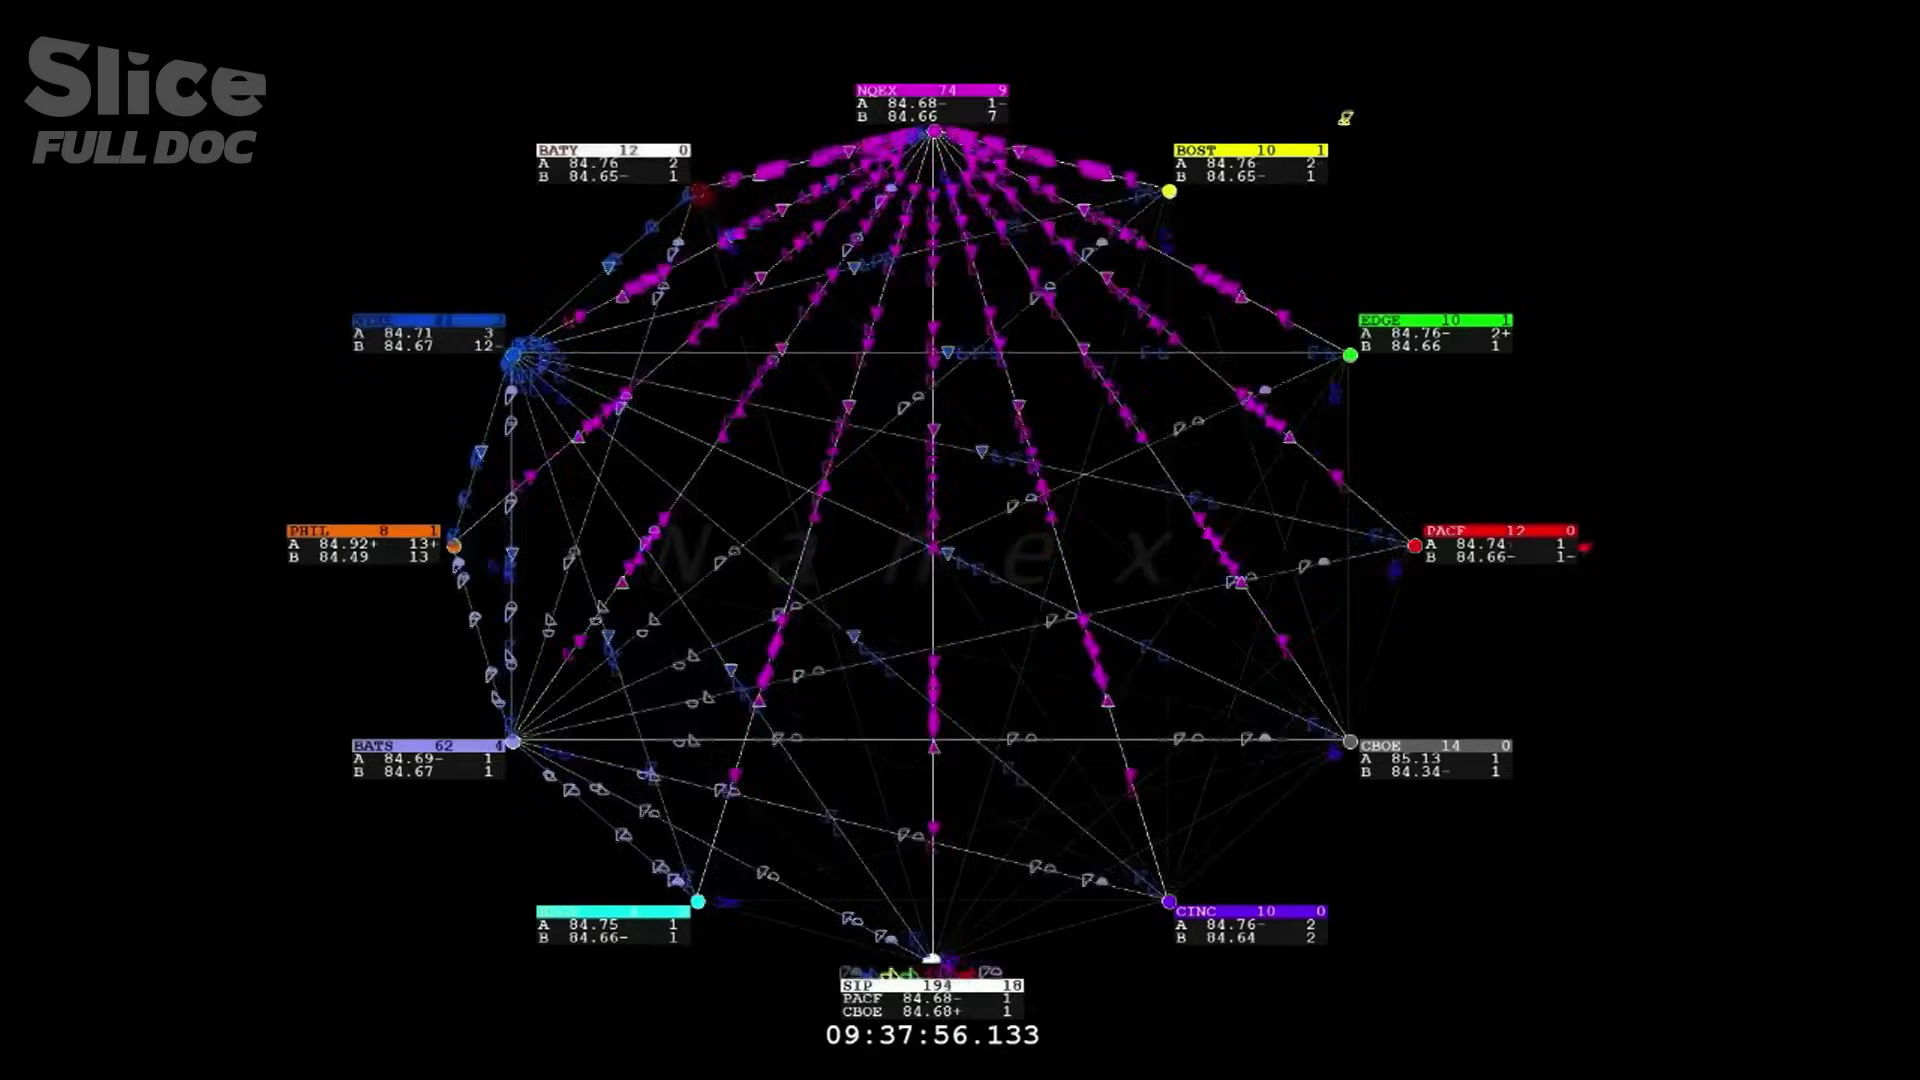 Slice
FULL DOC
NQEX 74 9
A 84.68- 1-
B 84.66 7
BATY 12 0
A 84.76 2
B 84.65- 1
BOST 10 1
A 84.76 2
B 84.65- 1
A 84.71 3
B 84.67 12-
EDGE 10 1
A 84.76- 2+
B 84.66 1
PHIL 8 1
A 84.92+ 13+
B 84.49 13
PACF 12 0
A 84.74 1
B 84.66- 1-
Nanex
BATS 62 4
A 84.69- 1
B 84.67 1
CBOE 14 0
A 85.13 1
B 84.34- 1
A 84.75 1
B 84.66- 1
CINC 10 0
A 84.76- 2
B 84.64 2
SIP 194 18
PACF 84.68- 1
CBOE 84.68+ 1
09:37:56.133